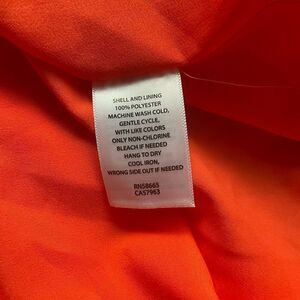 SHELL AND LINING
100% POLYESTER
MACHINE WASH COLD,
GENTLE CYCLE,
WITH LIKE COLORS
ONLY NON-CHLORINE
BLEACH IF NEEDED
HANG TO DRY
COOL IRON,
WRONG SIDE OUT IF NEEDED
RN58665
CA57963